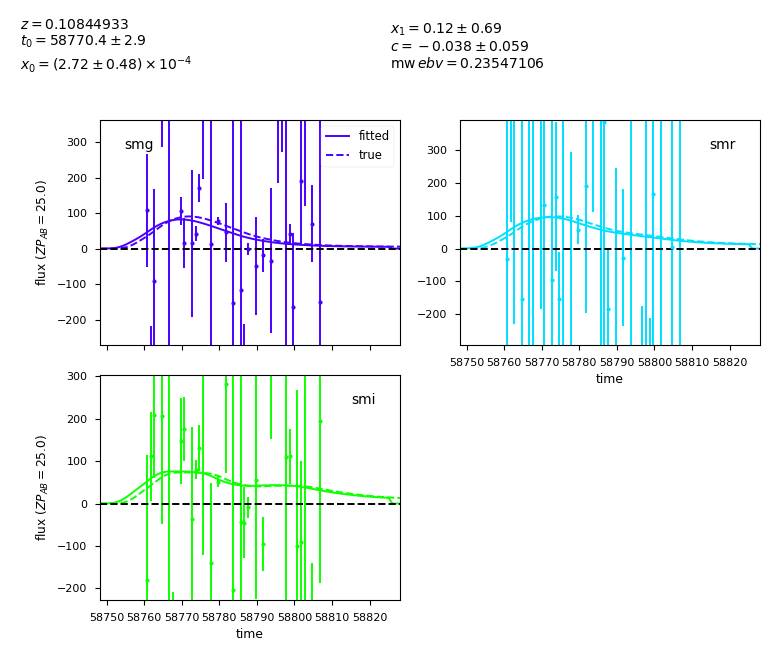 z = 0.10844933
t₀ = 58770.4 ± 2.9
x₀ = (2.72 ± 0.48) × 10⁻⁴
x₁ = 0.12 ± 0.69
c = −0.038 ± 0.059
mw ebv = 0.23547106
smg
fitted
true
300
200
100
0
−100
−200
flux (ZP_AB = 25.0)
smr
300
200
100
0
−100
−200
58750 58760 58770 58780 58790 58800 58810 58820
time
smi
300
200
100
0
−100
−200
flux (ZP_AB = 25.0)
58750 58760 58770 58780 58790 58800 58810 58820
time